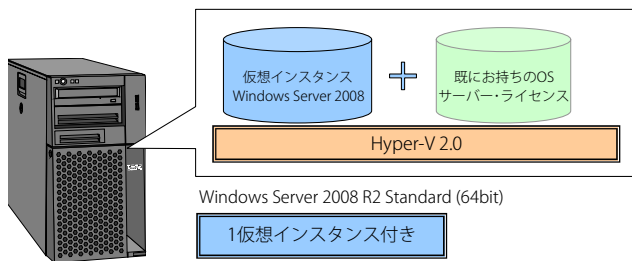 仮想インスタンス
Windows Server 2008
既にお持ちのOS
サーバー・ライセンス
Hyper-V 2.0
Windows Server 2008 R2 Standard (64bit)
1仮想インスタンス付き